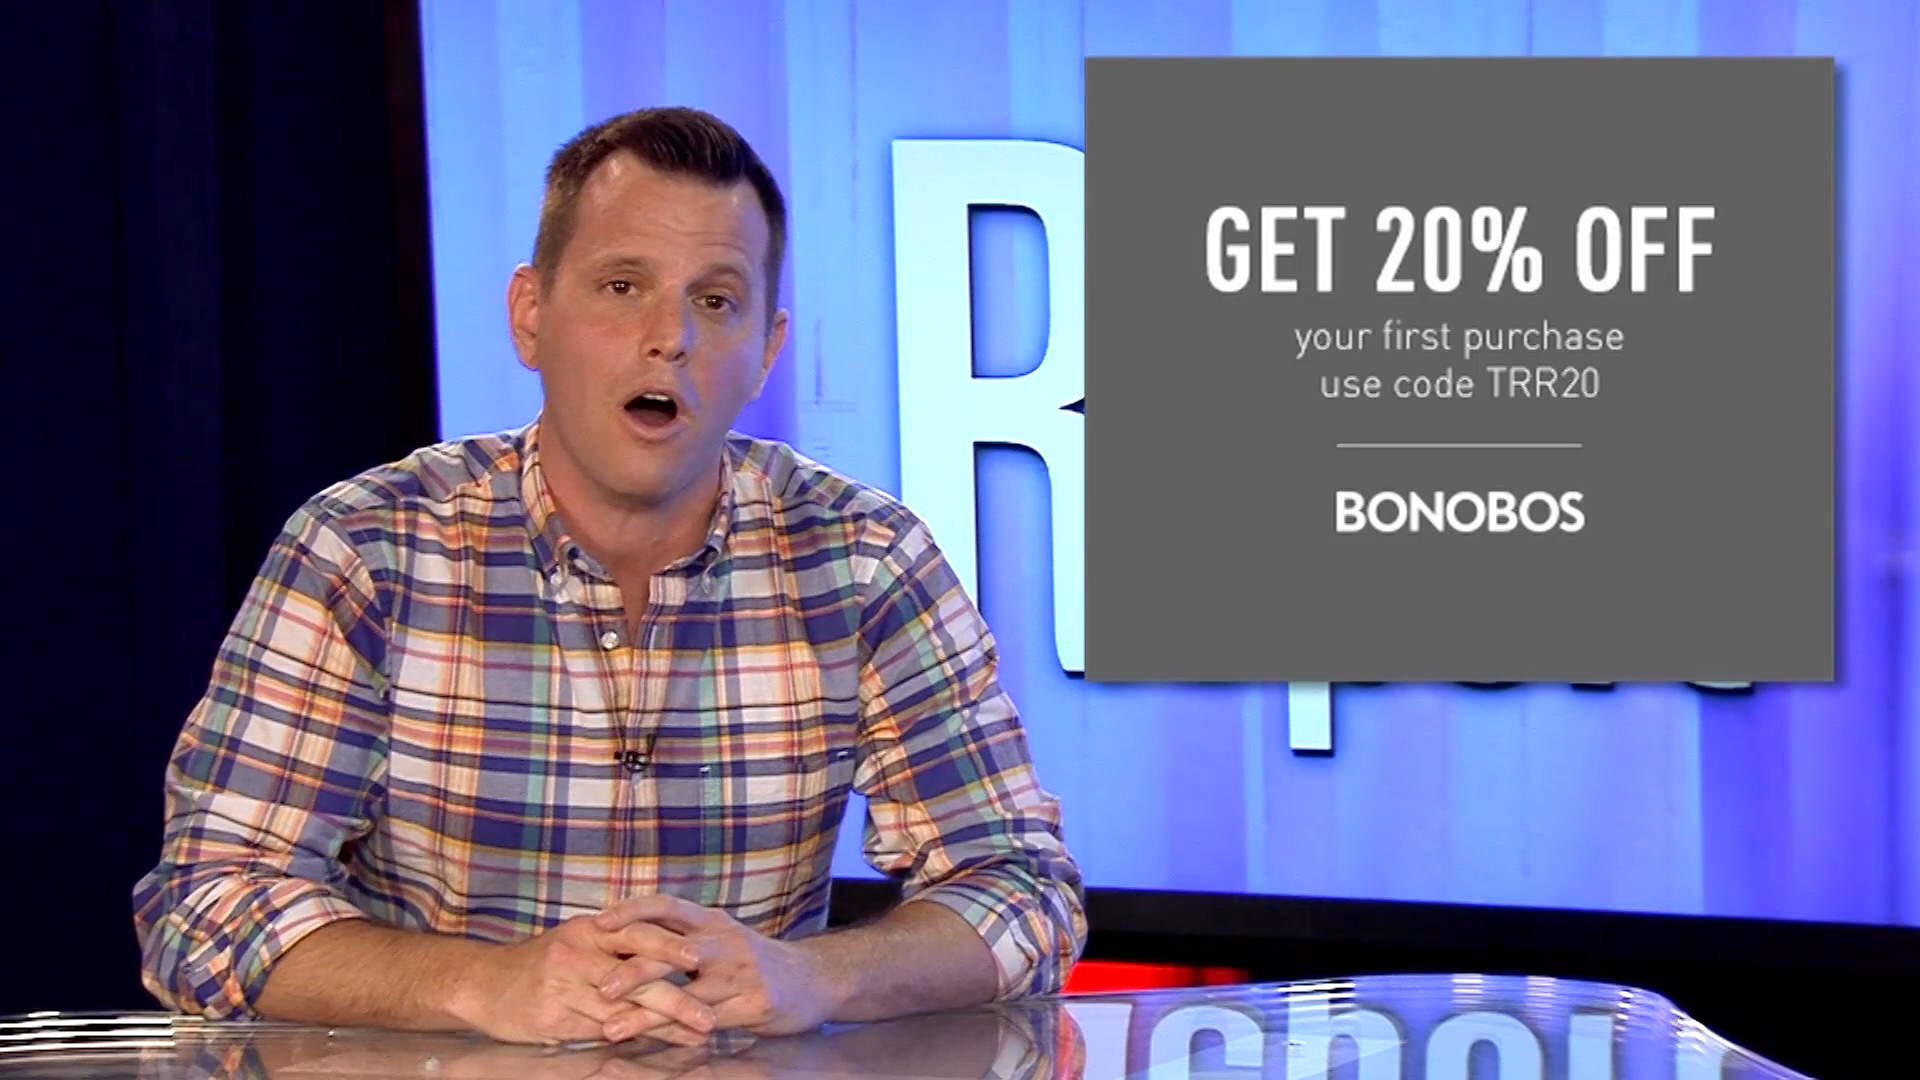 GET 20% OFF
your first purchase
use code TRR20
BONOBOS